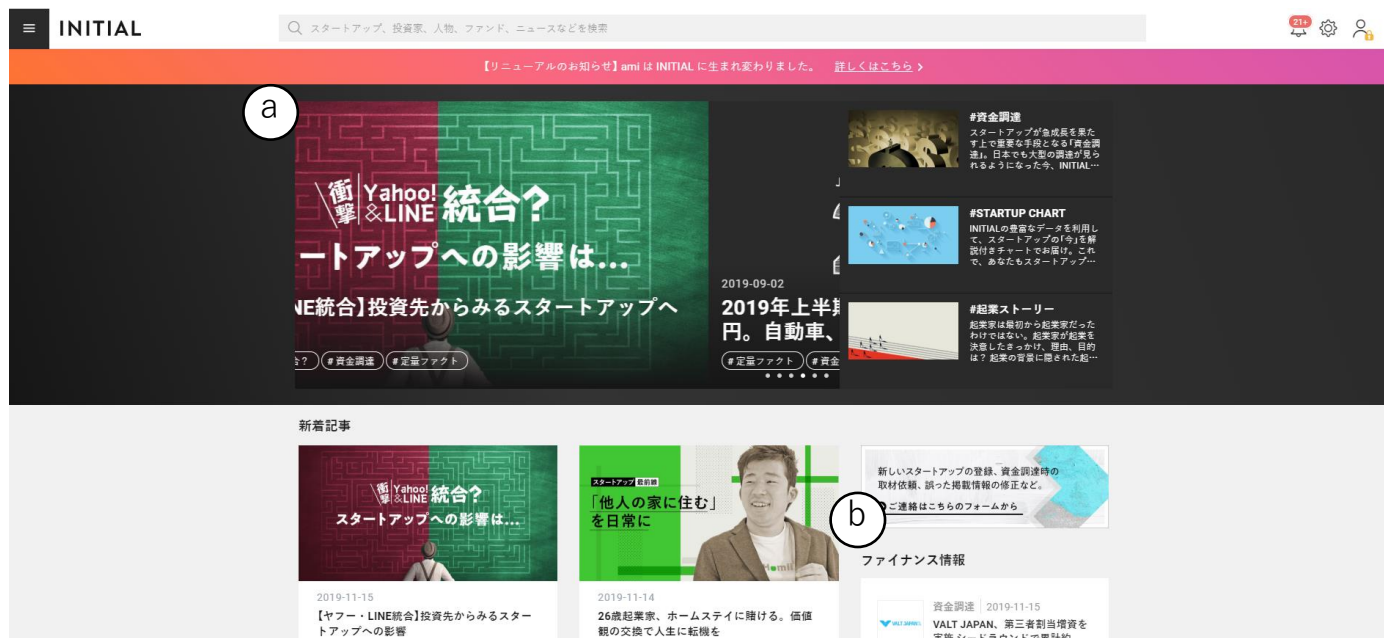 INITIAL
スタートアップ、投資家、人物、ファンド、ニュースなどを検索
21+
【リニューアルのお知らせ】ami は INITIAL に生まれ変わりました。 詳しくはこちら
a
衝撃 Yahoo!&LINE 統合?
ートアップへの影響は...
NE統合】投資先からみるスタートアップへ
合?) #資金調達 #定量ファクト
2019-09-02
2019年上半期
円。自動車、
#定量ファクト #資金
#資金調達
スタートアップが急成長を果た
す上で重要な手段となる「資金調
達」。日本でも大型の調達が見ら
れるようになった今、INITIAL…
#STARTUP CHART
INITIALの豊富なデータを利用し
て、スタートアップの「今」を解
説付きチャートでお届け。これ
で、あなたもスタートアップ…
#起業ストーリー
起業家は最初から起業家だった
わけではない。起業家が起業を
決意したきっかけ、理由、目的
は? 起業の背景に隠された起…
新着記事
衝撃 Yahoo!&LINE 統合?
スタートアップへの影響は...
2019-11-15
【ヤフー・LINE統合】投資先からみるスター
トアップへの影響
スタートアップ 最前線
「他人の家に住む」
を日常に
2019-11-14
26歳起業家、ホームステイに賭ける。価値
観の交換で人生に転機を
新しいスタートアップの登録、資金調達時の
取材依頼、誤った掲載情報の修正など。
ご連絡はこちらのフォームから
b
ファイナンス情報
VALT JAPAN
資金調達 2019-11-15
VALT JAPAN、第三者割当増資を